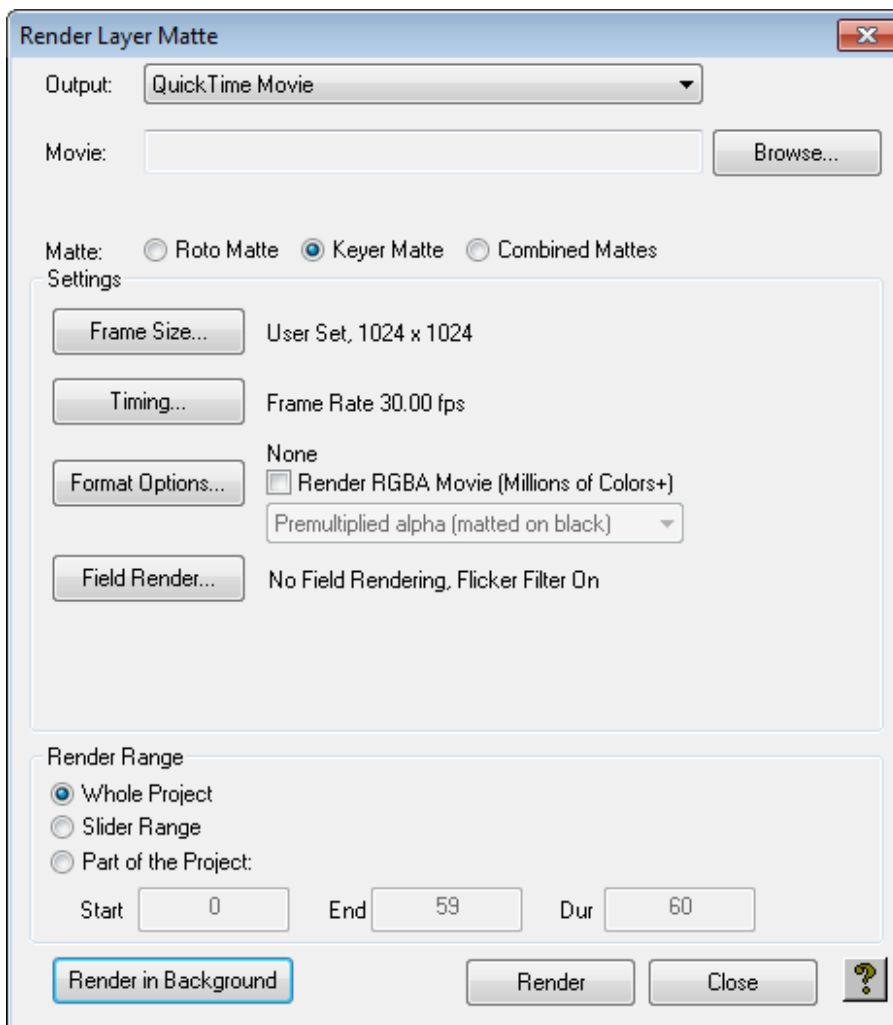 Render Layer Matte
Output: QuickTime Movie
Movie: Browse...
Matte: Roto Matte Keyer Matte Combined Mattes
Settings
Frame Size... User Set, 1024 x 1024
Timing... Frame Rate 30.00 fps
None
Format Options... Render RGBA Movie (Millions of Colors+)
Premultiplied alpha (matted on black)
Field Render... No Field Rendering, Flicker Filter On
Render Range
Whole Project
Slider Range
Part of the Project:
Start 0 End 59 Dur 60
Render in Background Render Close ?